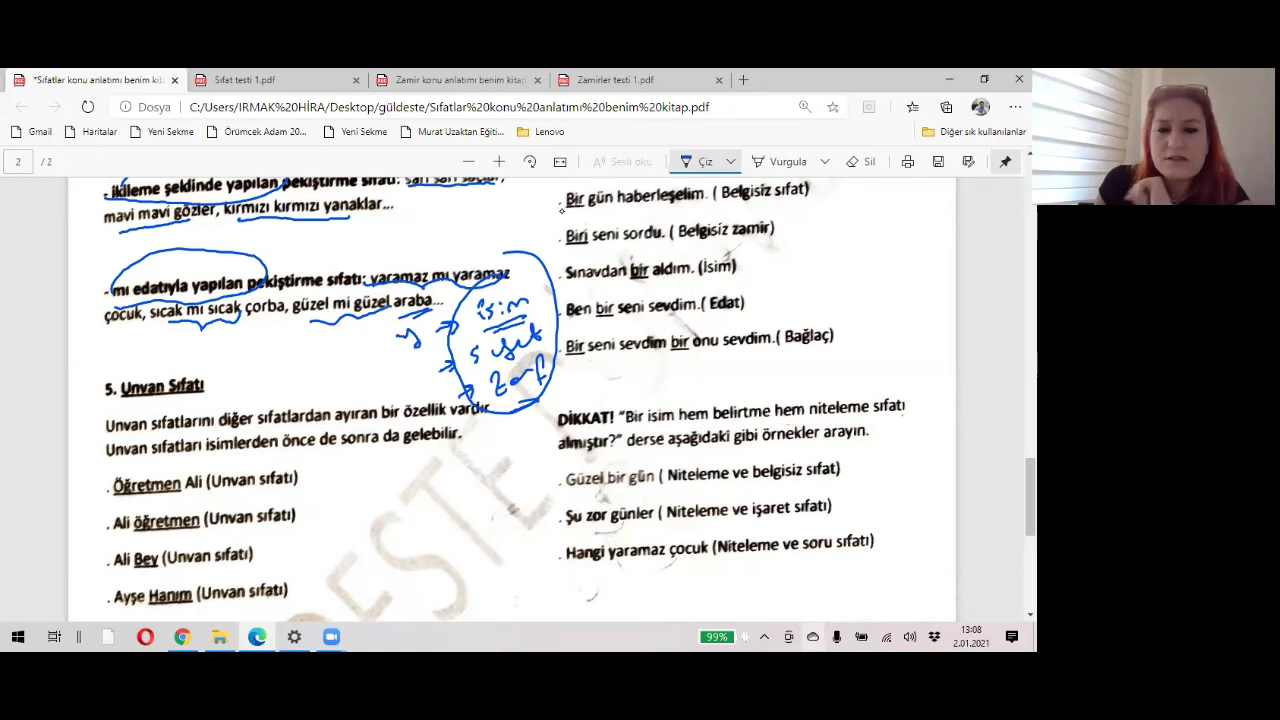 *Sıfatlar konu anlatımı benim kit
Sıfat testi 1.pdf
Zamir konu anlatımı benim kitap
Zamirler testi 1.pdf
Dosya
C:/Users/IRMAK%20HİRA/Desktop/güldeste/Sıfatlar%20konu%20anlatımı%20benim%20kitap.pdf
Gmail
Haritalar
Yeni Sekme
Örümcek Adam 20...
Yeni Sekme
Murat Uzaktan Eğiti...
Lenovo
Diğer sık kullanılanlar
2 /2
Sesli oku
Çiz
Vurgula
Sil
- ikileme şeklinde yapılan pekiştirme sıfatı: sarı sarı saçlar,
mavi mavi gözler, kırmızı kırmızı yanaklar...
- mı edatıyla yapılan pekiştirme sıfatı: yaramaz mı yaramaz
çocuk, sıcak mı sıcak çorba, güzel mi güzel araba...
isim
sıfat
zarf
5. Unvan Sıfatı
Unvan sıfatlarını diğer sıfatlardan ayıran bir özellik vardır.
Unvan sıfatları isimlerden önce de sonra da gelebilir.
. Öğretmen Ali (Unvan sıfatı)
. Ali öğretmen (Unvan sıfatı)
. Ali Bey (Unvan sıfatı)
. Ayşe Hanım (Unvan sıfatı)
. Bir gün haberleşelim. ( Belgisiz sıfat)
. Biri seni sordu. ( Belgisiz zamir)
. Sınavdan bir aldım. (İsim)
. Ben bir seni sevdim.( Edat)
. Bir seni sevdim bir onu sevdim.( Bağlaç)
DİKKAT! "Bir isim hem belirtme hem niteleme sıfatı
almıştır?" derse aşağıdaki gibi örnekler arayın.
. Güzel bir gün ( Niteleme ve belgisiz sıfat)
. Şu zor günler ( Niteleme ve işaret sıfatı)
. Hangi yaramaz çocuk (Niteleme ve soru sıfatı)
99%
13:08
2.01.2021